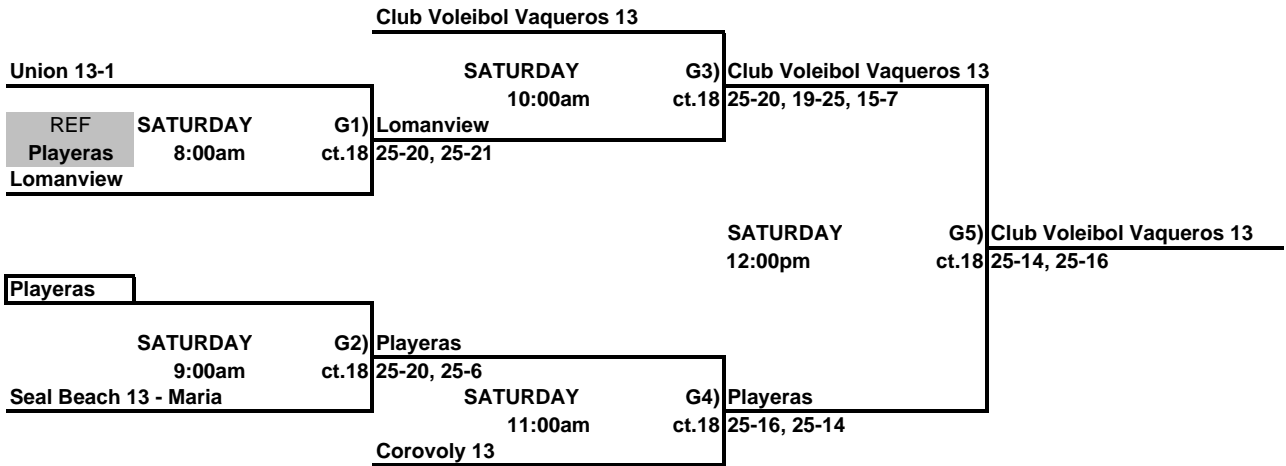 Club Voleibol Vaqueros 13
Union 13-1 SATURDAY G3) Club Voleibol Vaqueros 13
10:00am ct.18 25-20, 19-25, 15-7
REF SATURDAY G1) Lomanview
Playeras 8:00am ct.18 25-20, 25-21
Lomanview
SATURDAY G5) Club Voleibol Vaqueros 13
12:00pm ct.18 25-14, 25-16
Playeras
SATURDAY G2) Playeras
9:00am ct.18 25-20, 25-6
Seal Beach 13 - Maria SATURDAY G4) Playeras
11:00am ct.18 25-16, 25-14
Corovoly 13